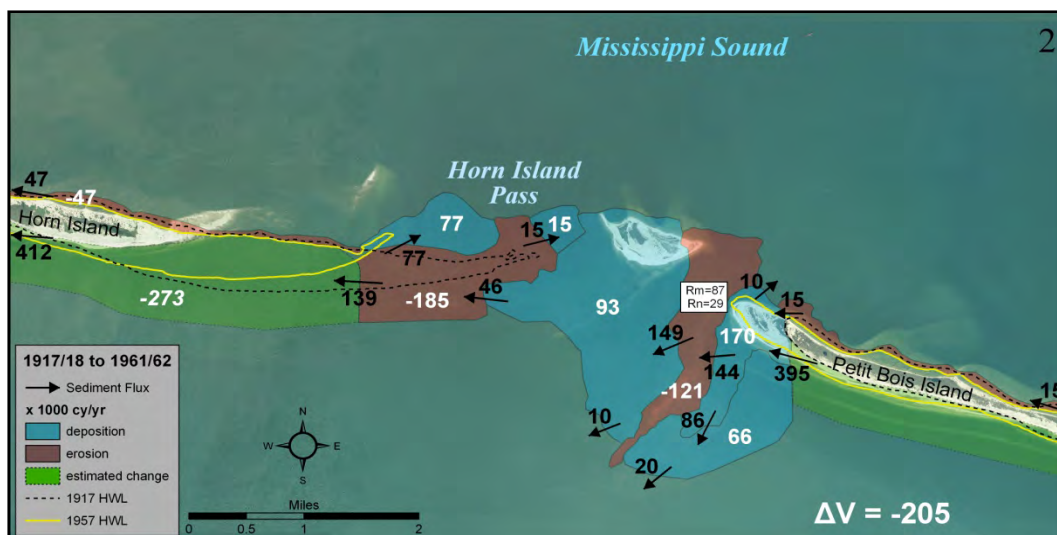 Mississippi Sound
2
Horn Island
Pass
47
-47
Horn Island
412
-273
77
77
15
15
139
-185
46
93
Rm=87
Rn=29
10
15
170
149
144
395
Petit Bois Island
15
-121
86
66
10
20
1917/18 to 1961/62
Sediment Flux
x 1000 cy/yr
deposition
erosion
estimated change
1917 HWL
1957 HWL
N
W
E
S
Miles
0
0.5
1
2
ΔV = -205